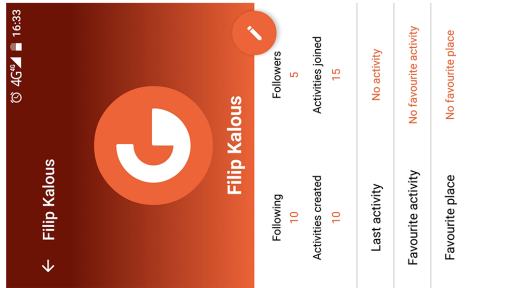 4G 4G 16:33
Filip Kalous
Filip Kalous
Following Followers
10 5
Activities created Activities joined
10 15
Last activity No activity
Favourite activity No favourite activity
Favourite place No favourite place